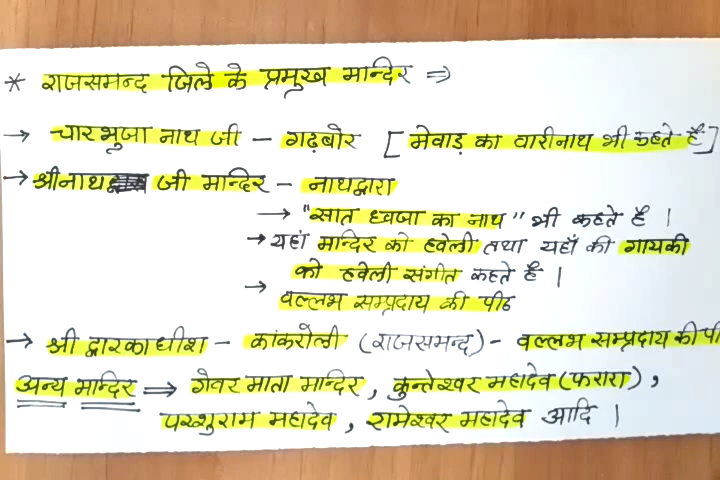 * राजसमन्द जिले के प्रमुख मन्दिर ⇒
→ चारभुजा नाथ जी – गढ़बोर [मेवाड़ का वारीनाथ भी कहते है]
→ श्रीनाथ जी मन्दिर – नाथद्वारा
→ "सात ध्वजा का नाथ" भी कहते है |
→ यहां मन्दिर को हवेली तथा यहाँ की गायकी
को हवेली संगीत कहते है |
→ वल्लभ सम्प्रदाय की पीठ
→ श्री द्वारकाधीश – कांकरोली (राजसमन्द) – वल्लभ सम्प्रदाय की पी
अन्य मन्दिर ⇒ गेवर माता मन्दिर, कुन्तेश्वर महादेव (फरारा),
परशुराम महादेव, रामेश्वर महादेव आदि |